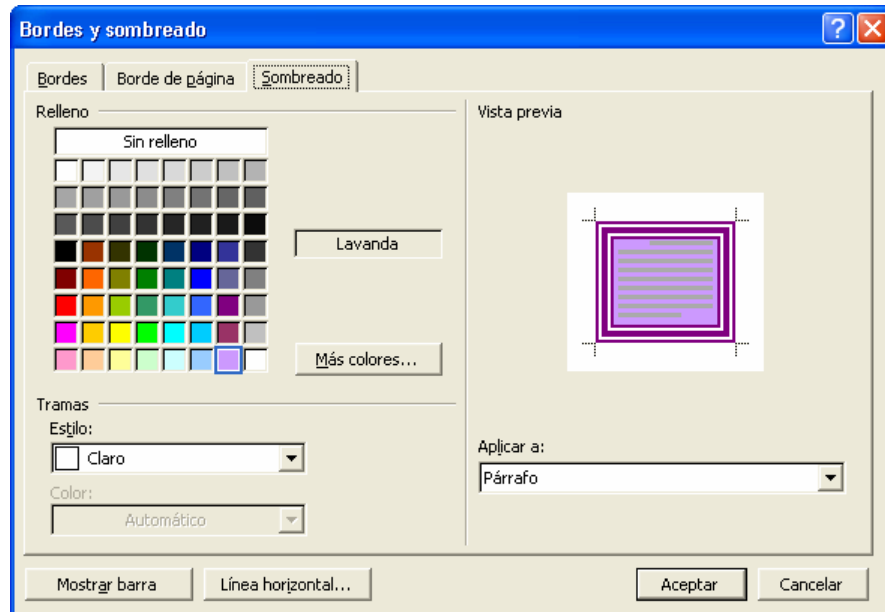 Bordes y sombreado
Bordes
Borde de página
Sombreado
Relleno
Sin relleno
Lavanda
Más colores...
Tramas
Estilo:
Claro
Color:
Automático
Vista previa
Aplicar a:
Párrafo
Mostrar barra
Línea horizontal...
Aceptar
Cancelar